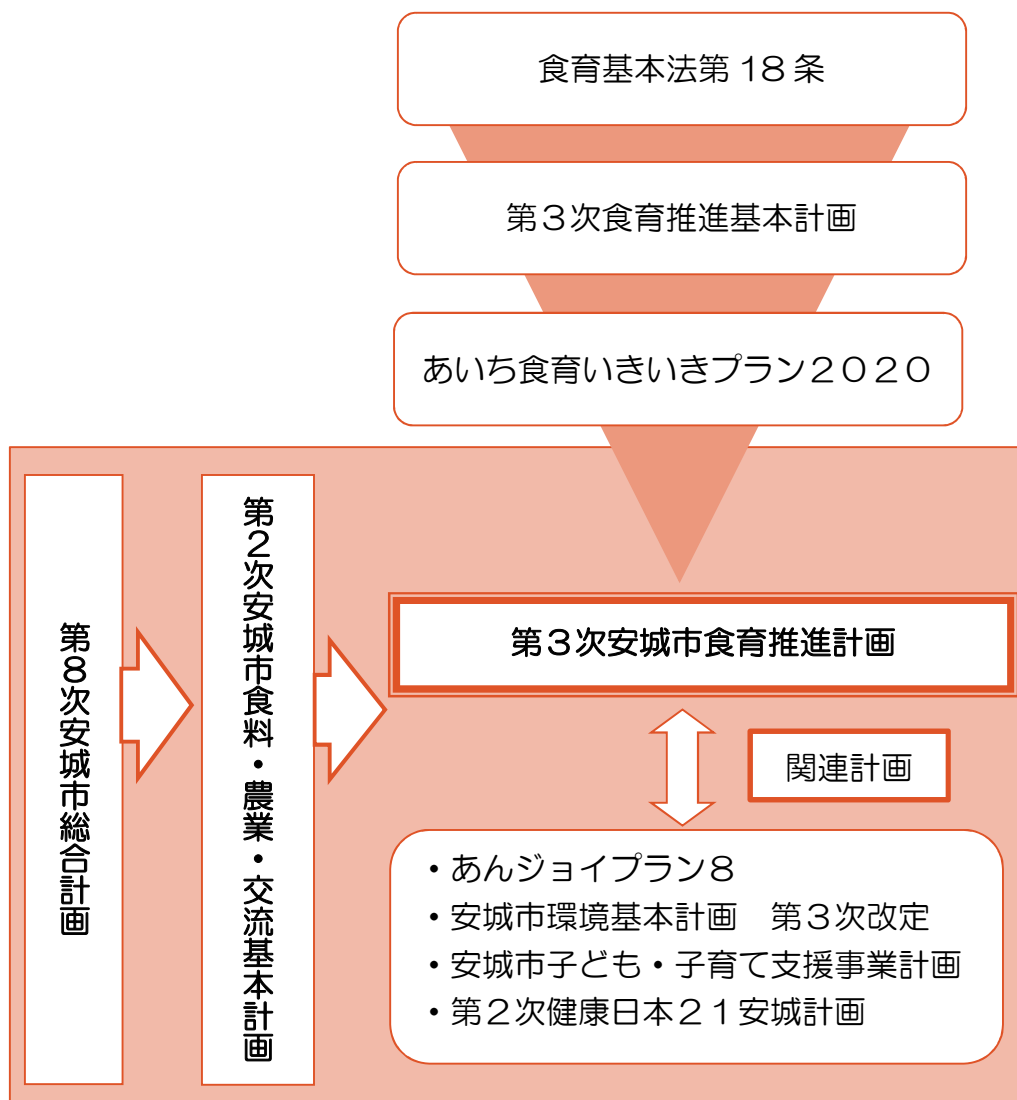 食育基本法第 18 条
第３次食育推進基本計画
あいち食育いきいきプラン２０２０
第８次安城市総合計画
第２次安城市食料・農業・交流基本計画
第３次安城市食育推進計画
関連計画
・あんジョイプラン８
・安城市環境基本計画　第３次改定
・安城市子ども・子育て支援事業計画
・第２次健康日本２１安城計画